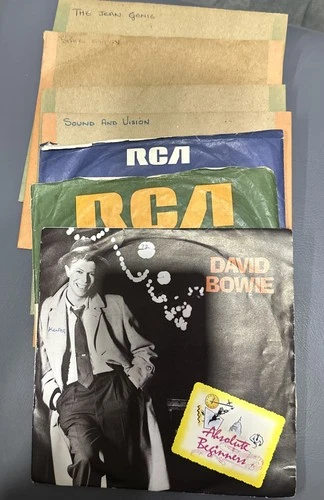 THE JEAN GENIE
SOUND AND VISION
RCA
RCA
DAVID
BOWIE
Absolute
Beginners